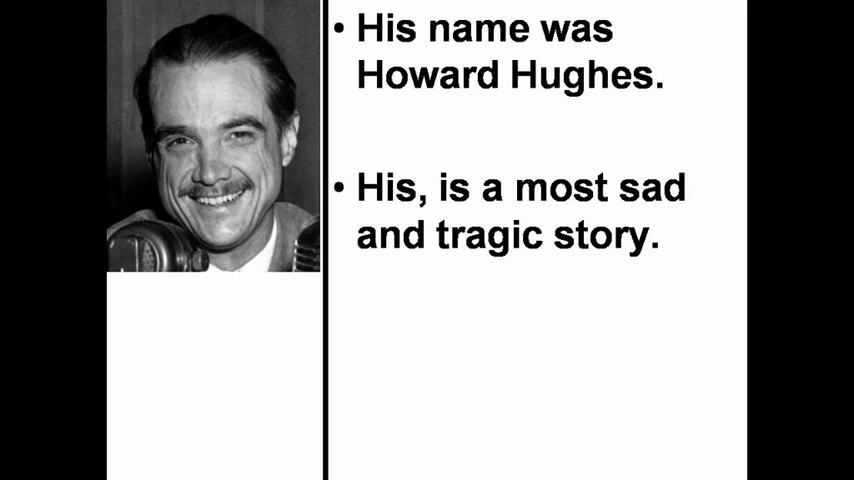 • His name was
Howard Hughes.
• His, is a most sad
and tragic story.